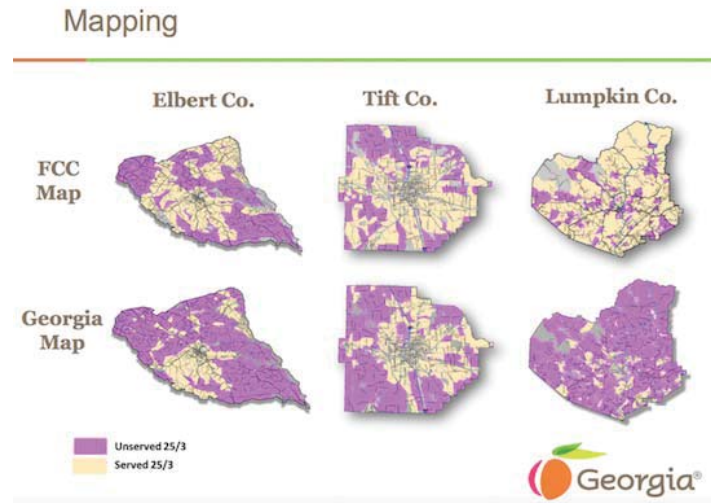 Mapping
Elbert Co. Tift Co. Lumpkin Co.
FCC
Map
Georgia
Map
Unserved 25/3
Served 25/3
Georgia®